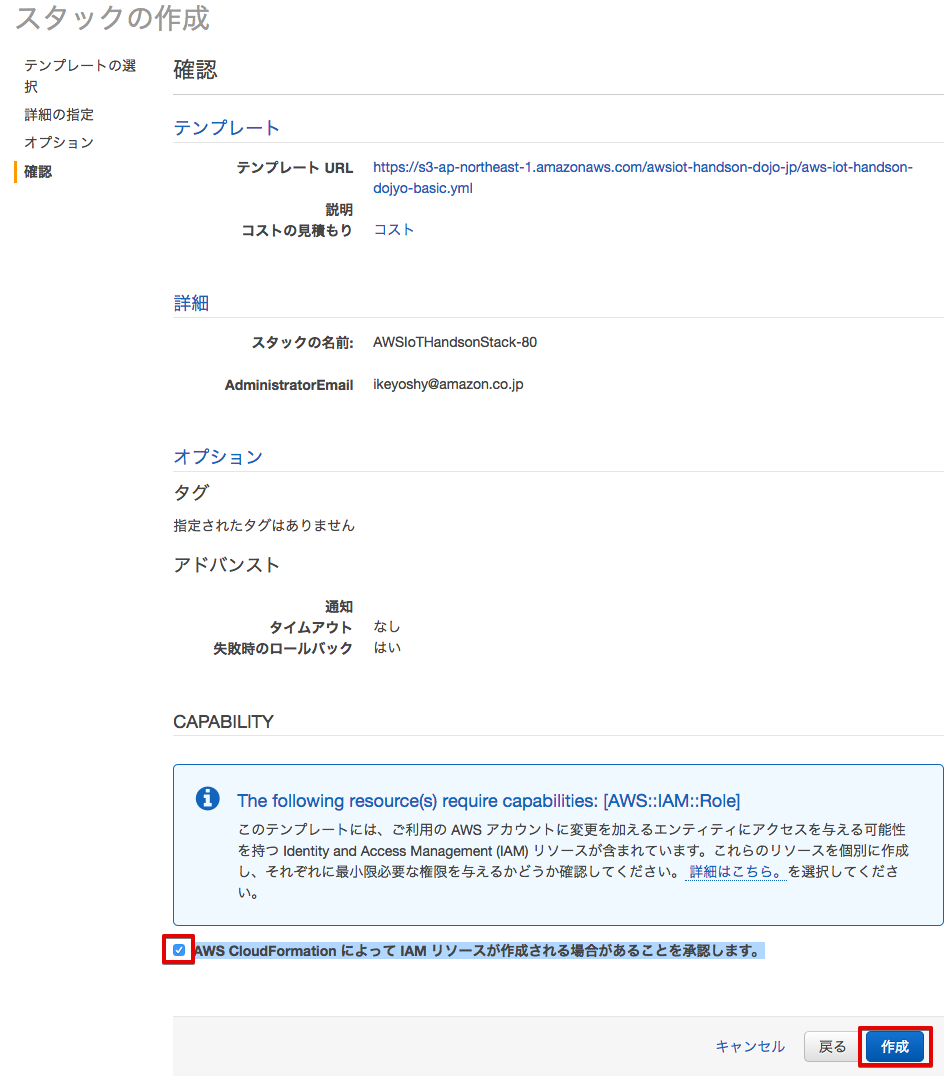 スタックの作成
テンプレートの選
択
詳細の指定
オプション
確認
確認
テンプレート
テンプレート URL https://s3-ap-northeast-1.amazonaws.com/awsiot-handson-dojo-jp/aws-iot-handson-
dojyo-basic.yml
説明
コストの見積もり コスト
詳細
スタックの名前: AWSIoTHandsonStack-80
AdministratorEmail ikeyoshy@amazon.co.jp
オプション
タグ
指定されたタグはありません
アドバンスト
通知
タイムアウト なし
失敗時のロールバック はい
CAPABILITY
The following resource(s) require capabilities: [AWS::IAM::Role]
このテンプレートには、ご利用の AWS アカウントに変更を加えるエンティティにアクセスを与える可能性
を持つ Identity and Access Management (IAM) リソースが含まれています。これらのリソースを個別に作成
し、それぞれに最小限必要な権限を与えるかどうか確認してください。 詳細はこちら。を選択してくださ
い。
AWS CloudFormation によって IAM リソースが作成される場合があることを承認します。
キャンセル 戻る 作成